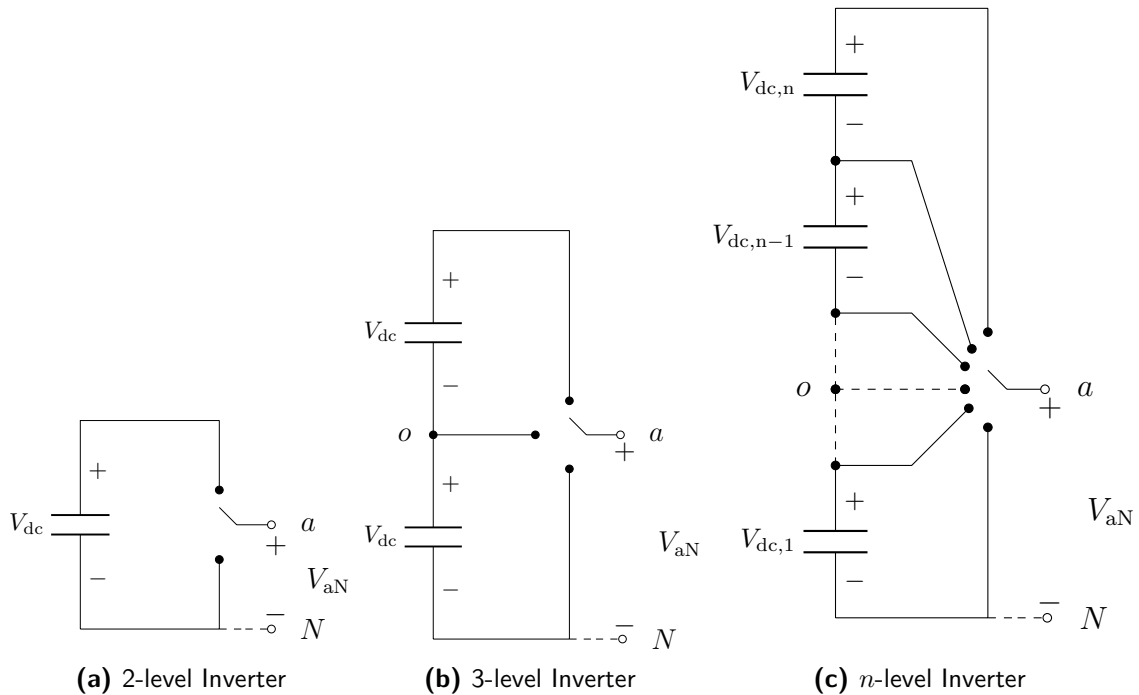 +
V_dc
−
a
+
V_aN
−
N
(a) 2-level Inverter
+
V_dc
−
o
+
V_dc
−
a
+
V_aN
−
N
(b) 3-level Inverter
+
V_dc,n
−
+
V_dc,n−1
−
o
a
+
+
V_dc,1
−
V_aN
−
N
(c) n-level Inverter